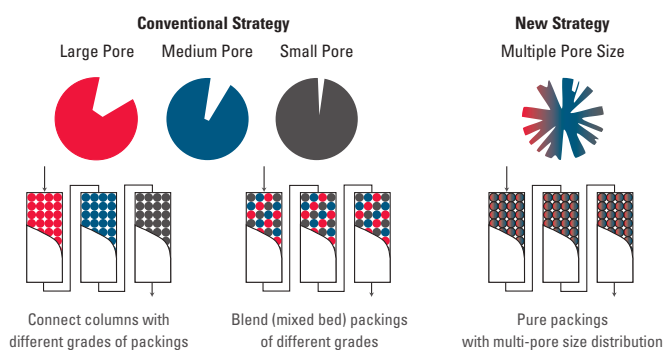 Conventional Strategy
Large Pore
Medium Pore
Small Pore
New Strategy
Multiple Pore Size
Connect columns with
different grades of packings
Blend (mixed bed) packings
of different grades
Pure packings
with multi-pore size distribution